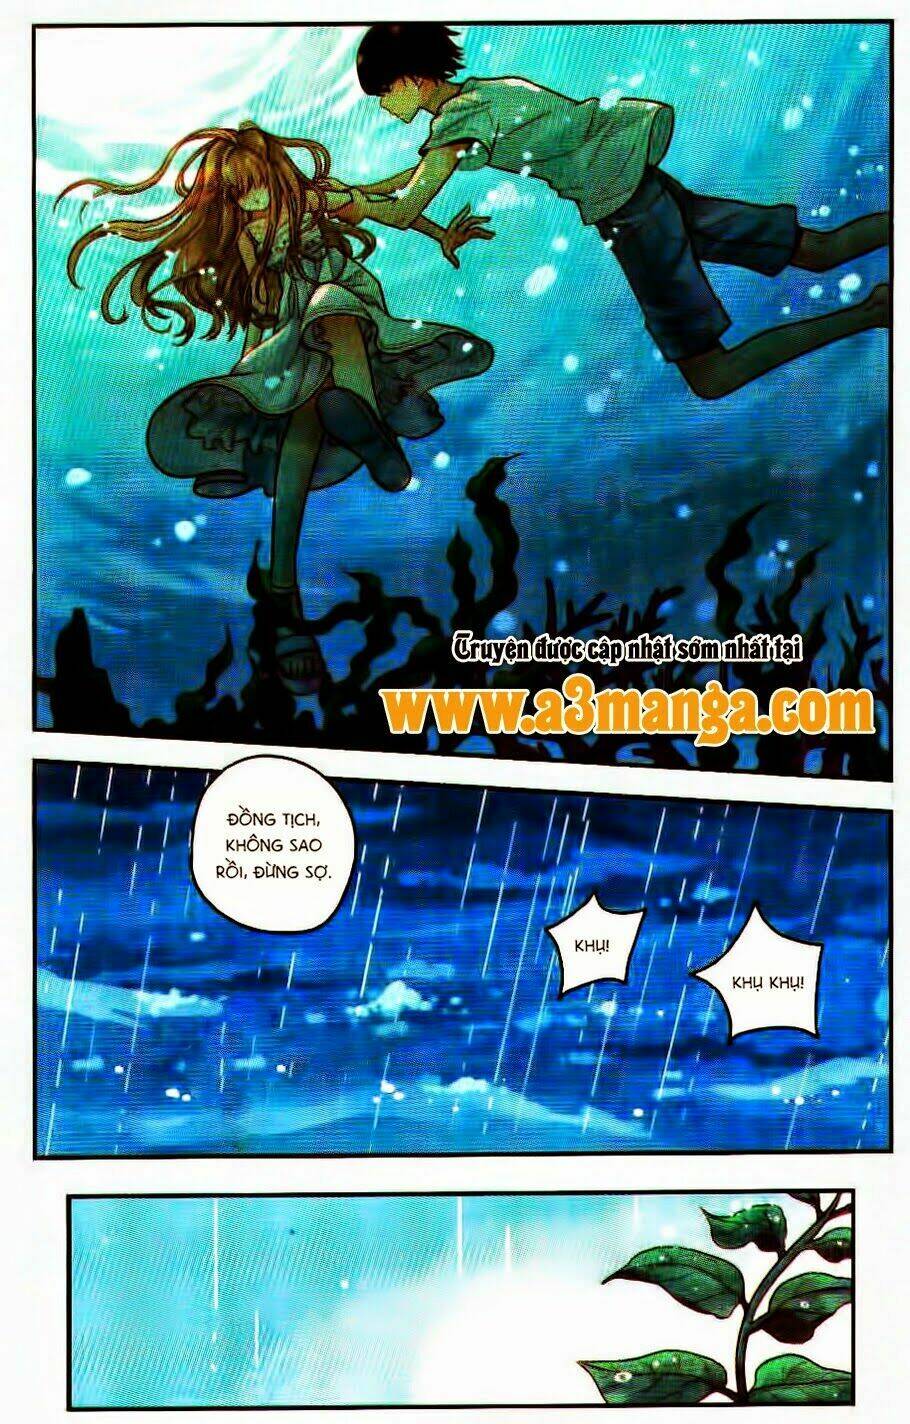 Truyện được cập nhật sớm nhất tại
www.a3manga.com
ĐỒNG TỊCH,
KHÔNG SAO
RỒI, ĐỪNG SỢ.
KHỤ!
KHỤ KHỤ!